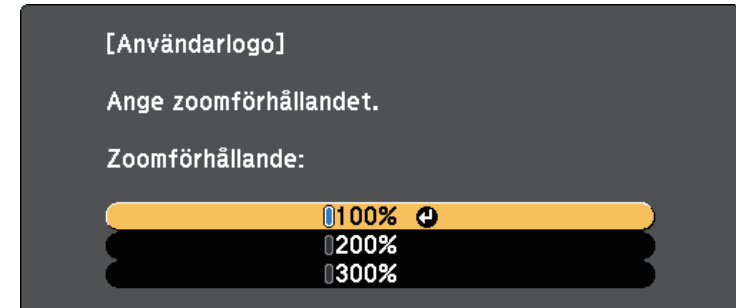 [Användarlogo]
Ange zoomförhållandet.
Zoomförhållande:
100%
200%
300%